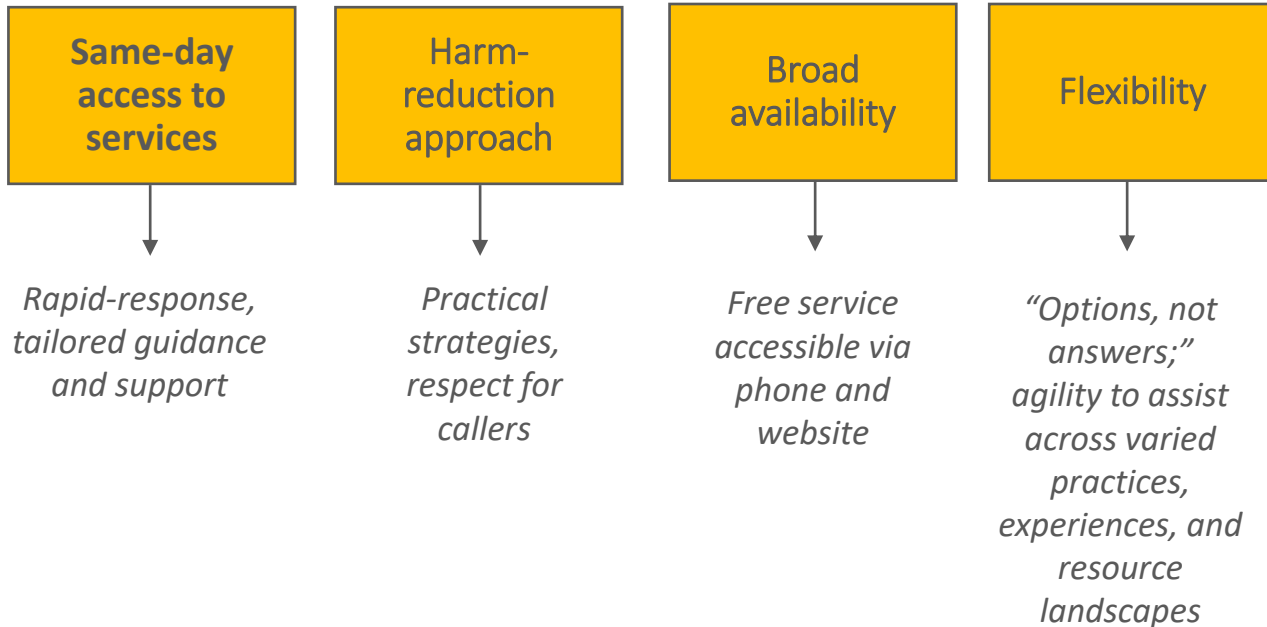 Same-day
access to
services
Harm-
reduction
approach
Broad
availability
Flexibility
Rapid-response,
tailored guidance
and support
Practical
strategies,
respect for
callers
Free service
accessible via
phone and
website
“Options, not
answers;”
agility to assist
across varied
practices,
experiences, and
resource
landscapes